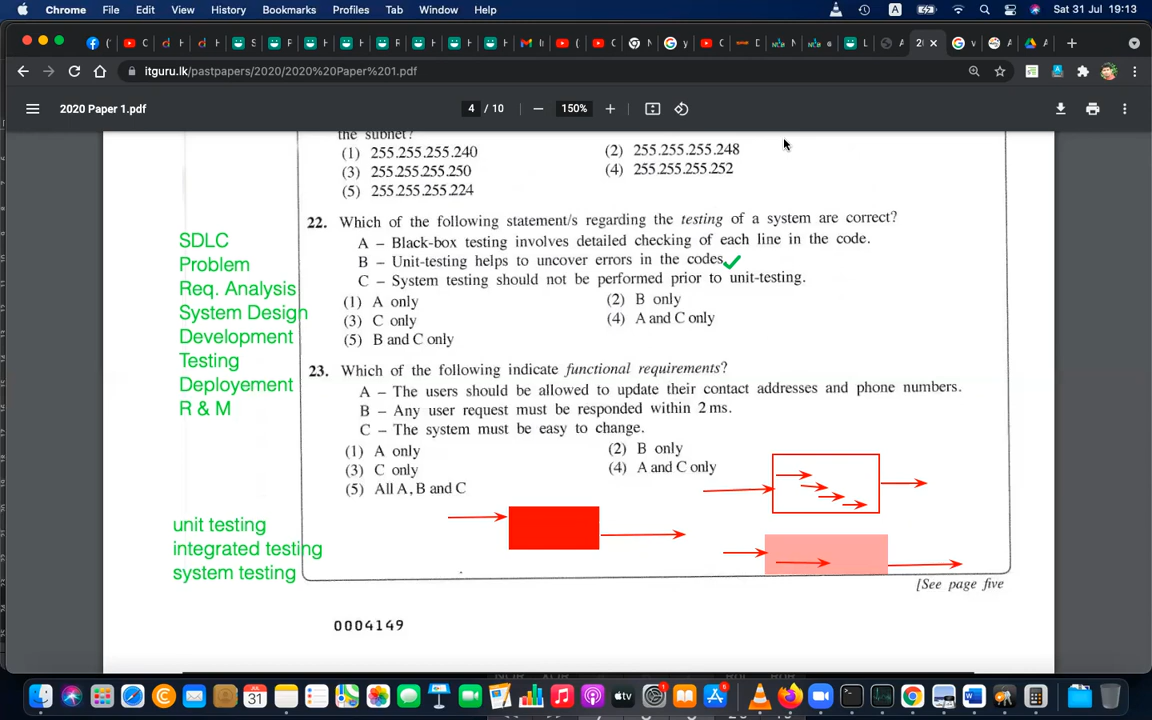 Chrome File Edit View History Bookmarks Profiles Tab Window Help A Sat 31 Jul 19:13
itguru.lk/pastpapers/2020/2020%20Paper%201.pdf
2020 Paper 1.pdf 4 / 10 150%
the subnet?
(1) 255.255.255.240 (2) 255.255.255.248
(3) 255.255.255.250 (4) 255.255.255.252
(5) 255.255.255.224
22. Which of the following statement/s regarding the testing of a system are correct?
A – Black-box testing involves detailed checking of each line in the code.
B – Unit-testing helps to uncover errors in the codes.
C – System testing should not be performed prior to unit-testing.
(1) A only (2) B only
(3) C only (4) A and C only
(5) B and C only
23. Which of the following indicate functional requirements?
A – The users should be allowed to update their contact addresses and phone numbers.
B – Any user request must be responded within 2 ms.
C – The system must be easy to change.
(1) A only (2) B only
(3) C only (4) A and C only
(5) All A, B and C
[See page five
0004149
SDLC
Problem
Req. Analysis
System Design
Development
Testing
Deployement
R & M
unit testing
integrated testing
system testing
JUL
31
tv